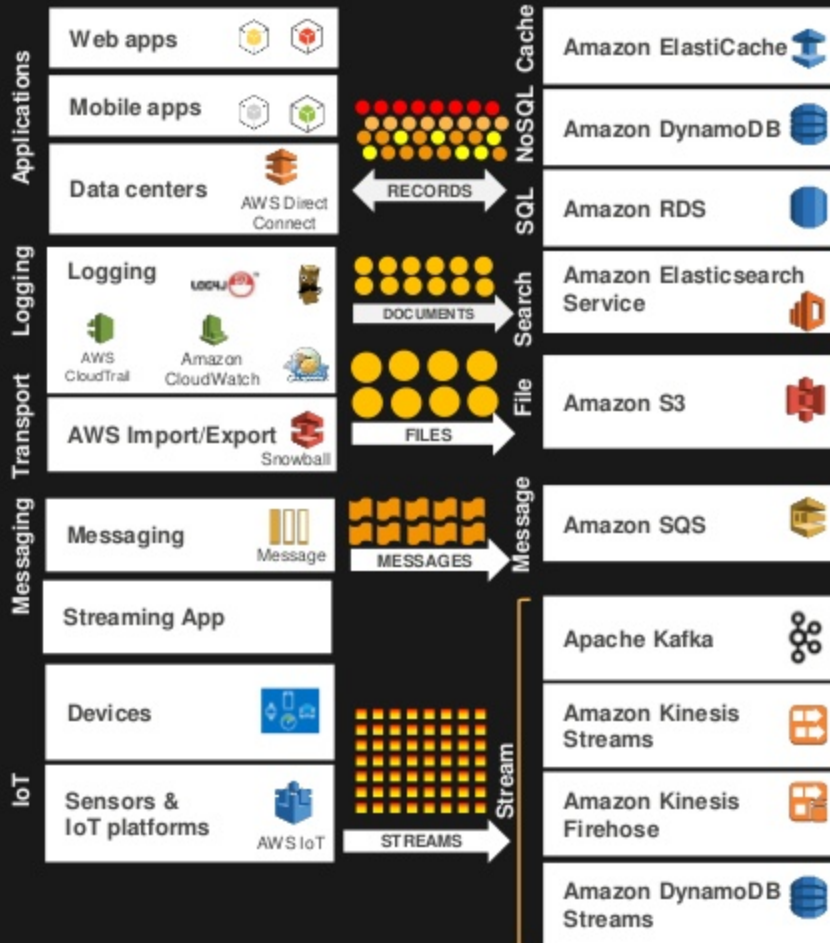 Applications
Web apps
Mobile apps
Data centers
AWS Direct
Connect
RECORDS
Cache
Amazon ElastiCache
NoSQL
Amazon DynamoDB
SQL
Amazon RDS
Logging
Logging
LOG4J
AWS
CloudTrail
Amazon
CloudWatch
DOCUMENTS
Search
Amazon Elasticsearch
Service
Transport
AWS Import/Export
Snowball
FILES
File
Amazon S3
Messaging
Messaging
Message
MESSAGES
Message
Amazon SQS
Streaming App
IoT
Devices
Sensors &
IoT platforms
AWS IoT
STREAMS
Stream
Apache Kafka
Amazon Kinesis
Streams
Amazon Kinesis
Firehose
Amazon DynamoDB
Streams